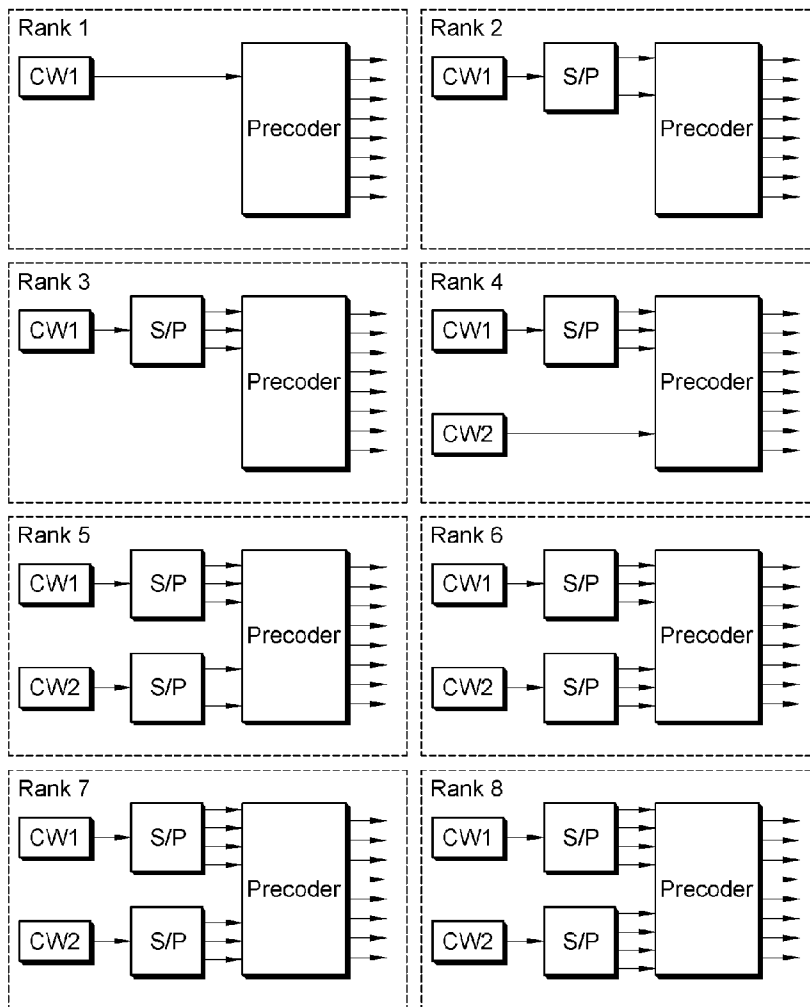 Rank 1
CW1
Precoder
Rank 2
CW1
S/P
Precoder
Rank 3
CW1
S/P
Precoder
Rank 4
CW1
S/P
Precoder
CW2
Rank 5
CW1
S/P
Precoder
CW2
S/P
Rank 6
CW1
S/P
Precoder
CW2
S/P
Rank 7
CW1
S/P
Precoder
CW2
S/P
Rank 8
CW1
S/P
Precoder
CW2
S/P